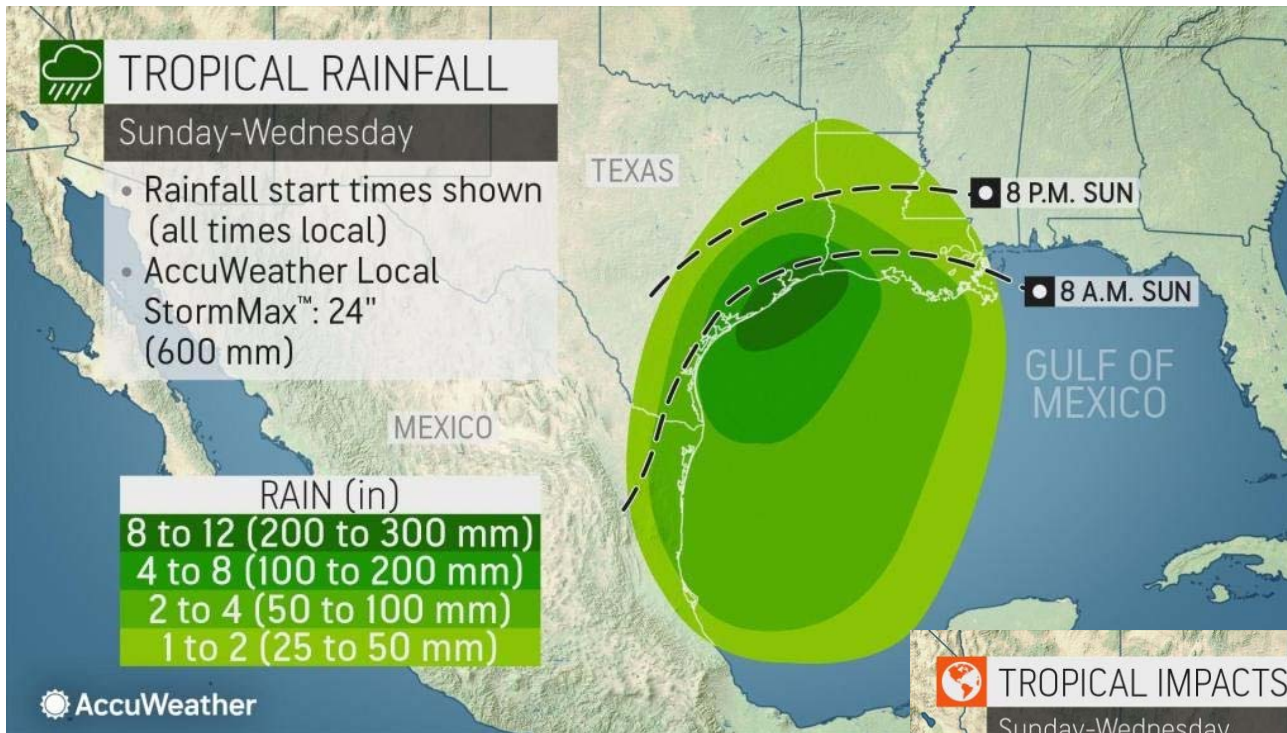 TROPICAL RAINFALL
Sunday-Wednesday
• Rainfall start times shown
(all times local)
• AccuWeather Local
StormMax™: 24"
(600 mm)
TEXAS
8 P.M. SUN
8 A.M. SUN
GULF OF
MEXICO
MEXICO
RAIN (in)
8 to 12 (200 to 300 mm)
4 to 8 (100 to 200 mm)
2 to 4 (50 to 100 mm)
1 to 2 (25 to 50 mm)
AccuWeather
TROPICAL IMPACTS
Sunday-Wednesday